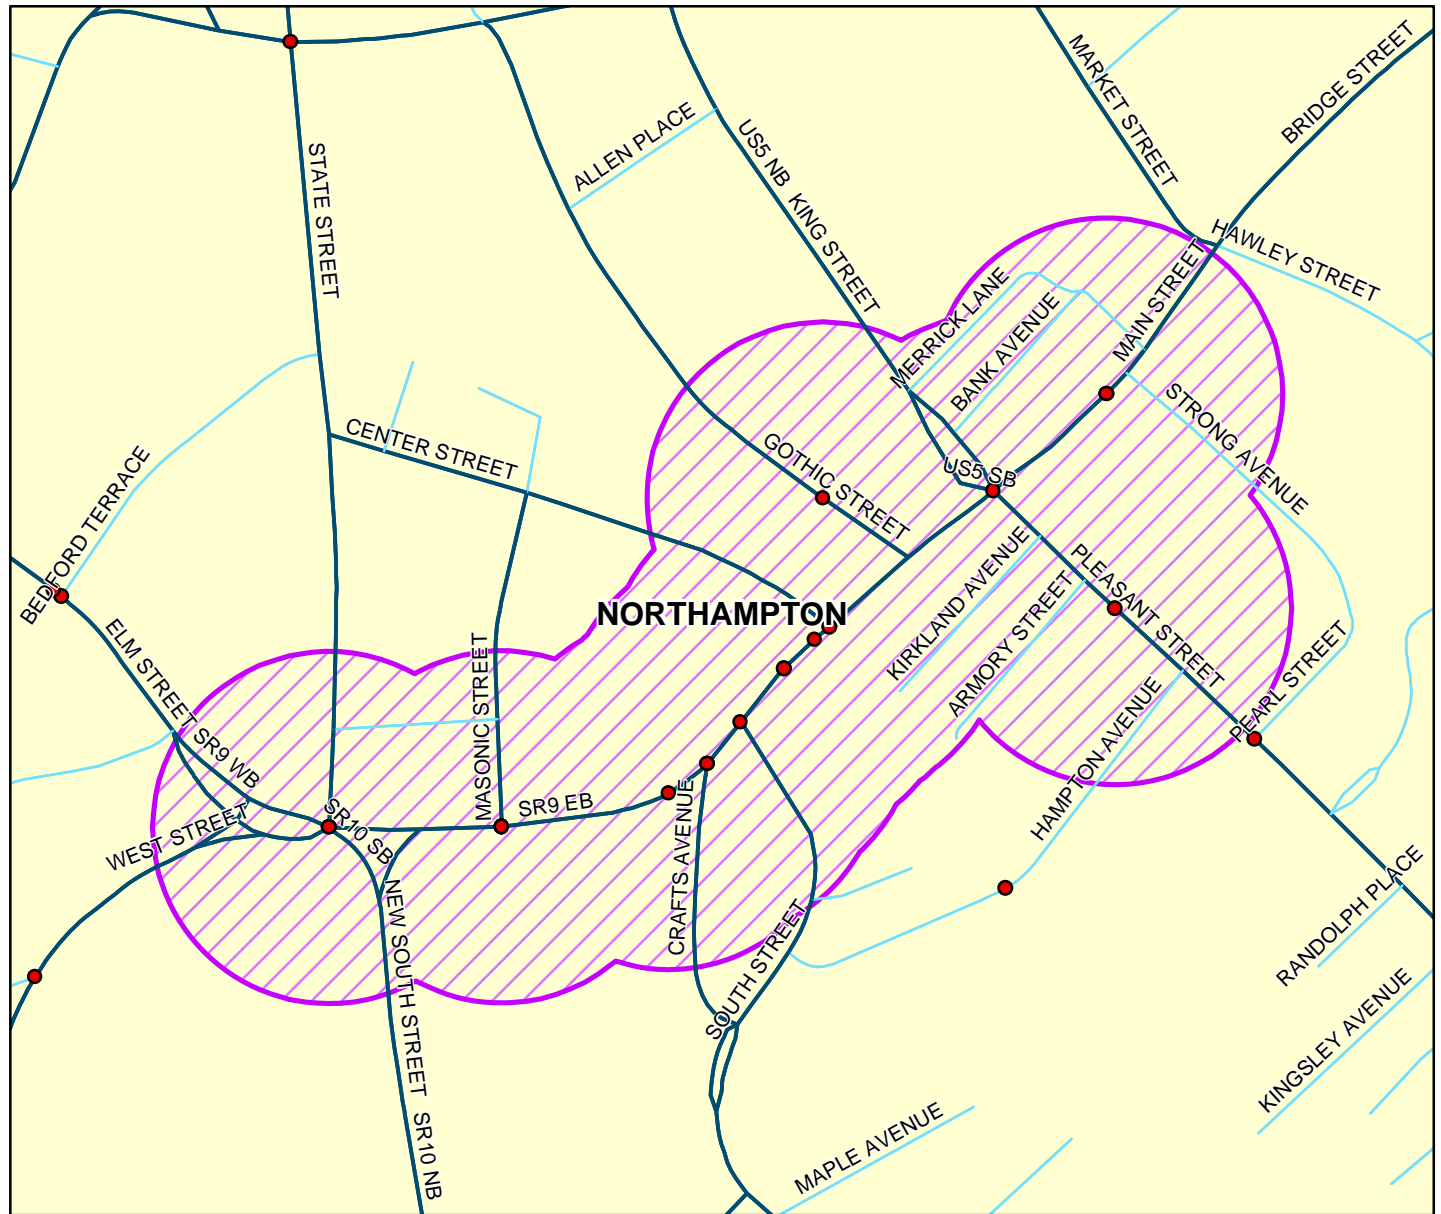 MARKET STREET
BRIDGE STREET
ALLEN PLACE
US5 NB
KING STREET
STATE STREET
HAWLEY STREET
MAIN STREET
MERRICK LANE
BANK AVENUE
STRONG AVENUE
CENTER STREET
GOTHIC STREET
US5 SB
BEDFORD TERRACE
KIRKLAND AVENUE
PLEASANT STREET
ARMORY STREET
NORTHAMPTON
ELM STREET
SR9 WB
MASONIC STREET
PEARL STREET
HAMPTON AVENUE
WEST STREET
SR10 SB
SR9 EB
CRAFTS AVENUE
NEW SOUTH STREET
SOUTH STREET
RANDOLPH PLACE
KINGSLEY AVENUE
SR10 NB
MAPLE AVENUE